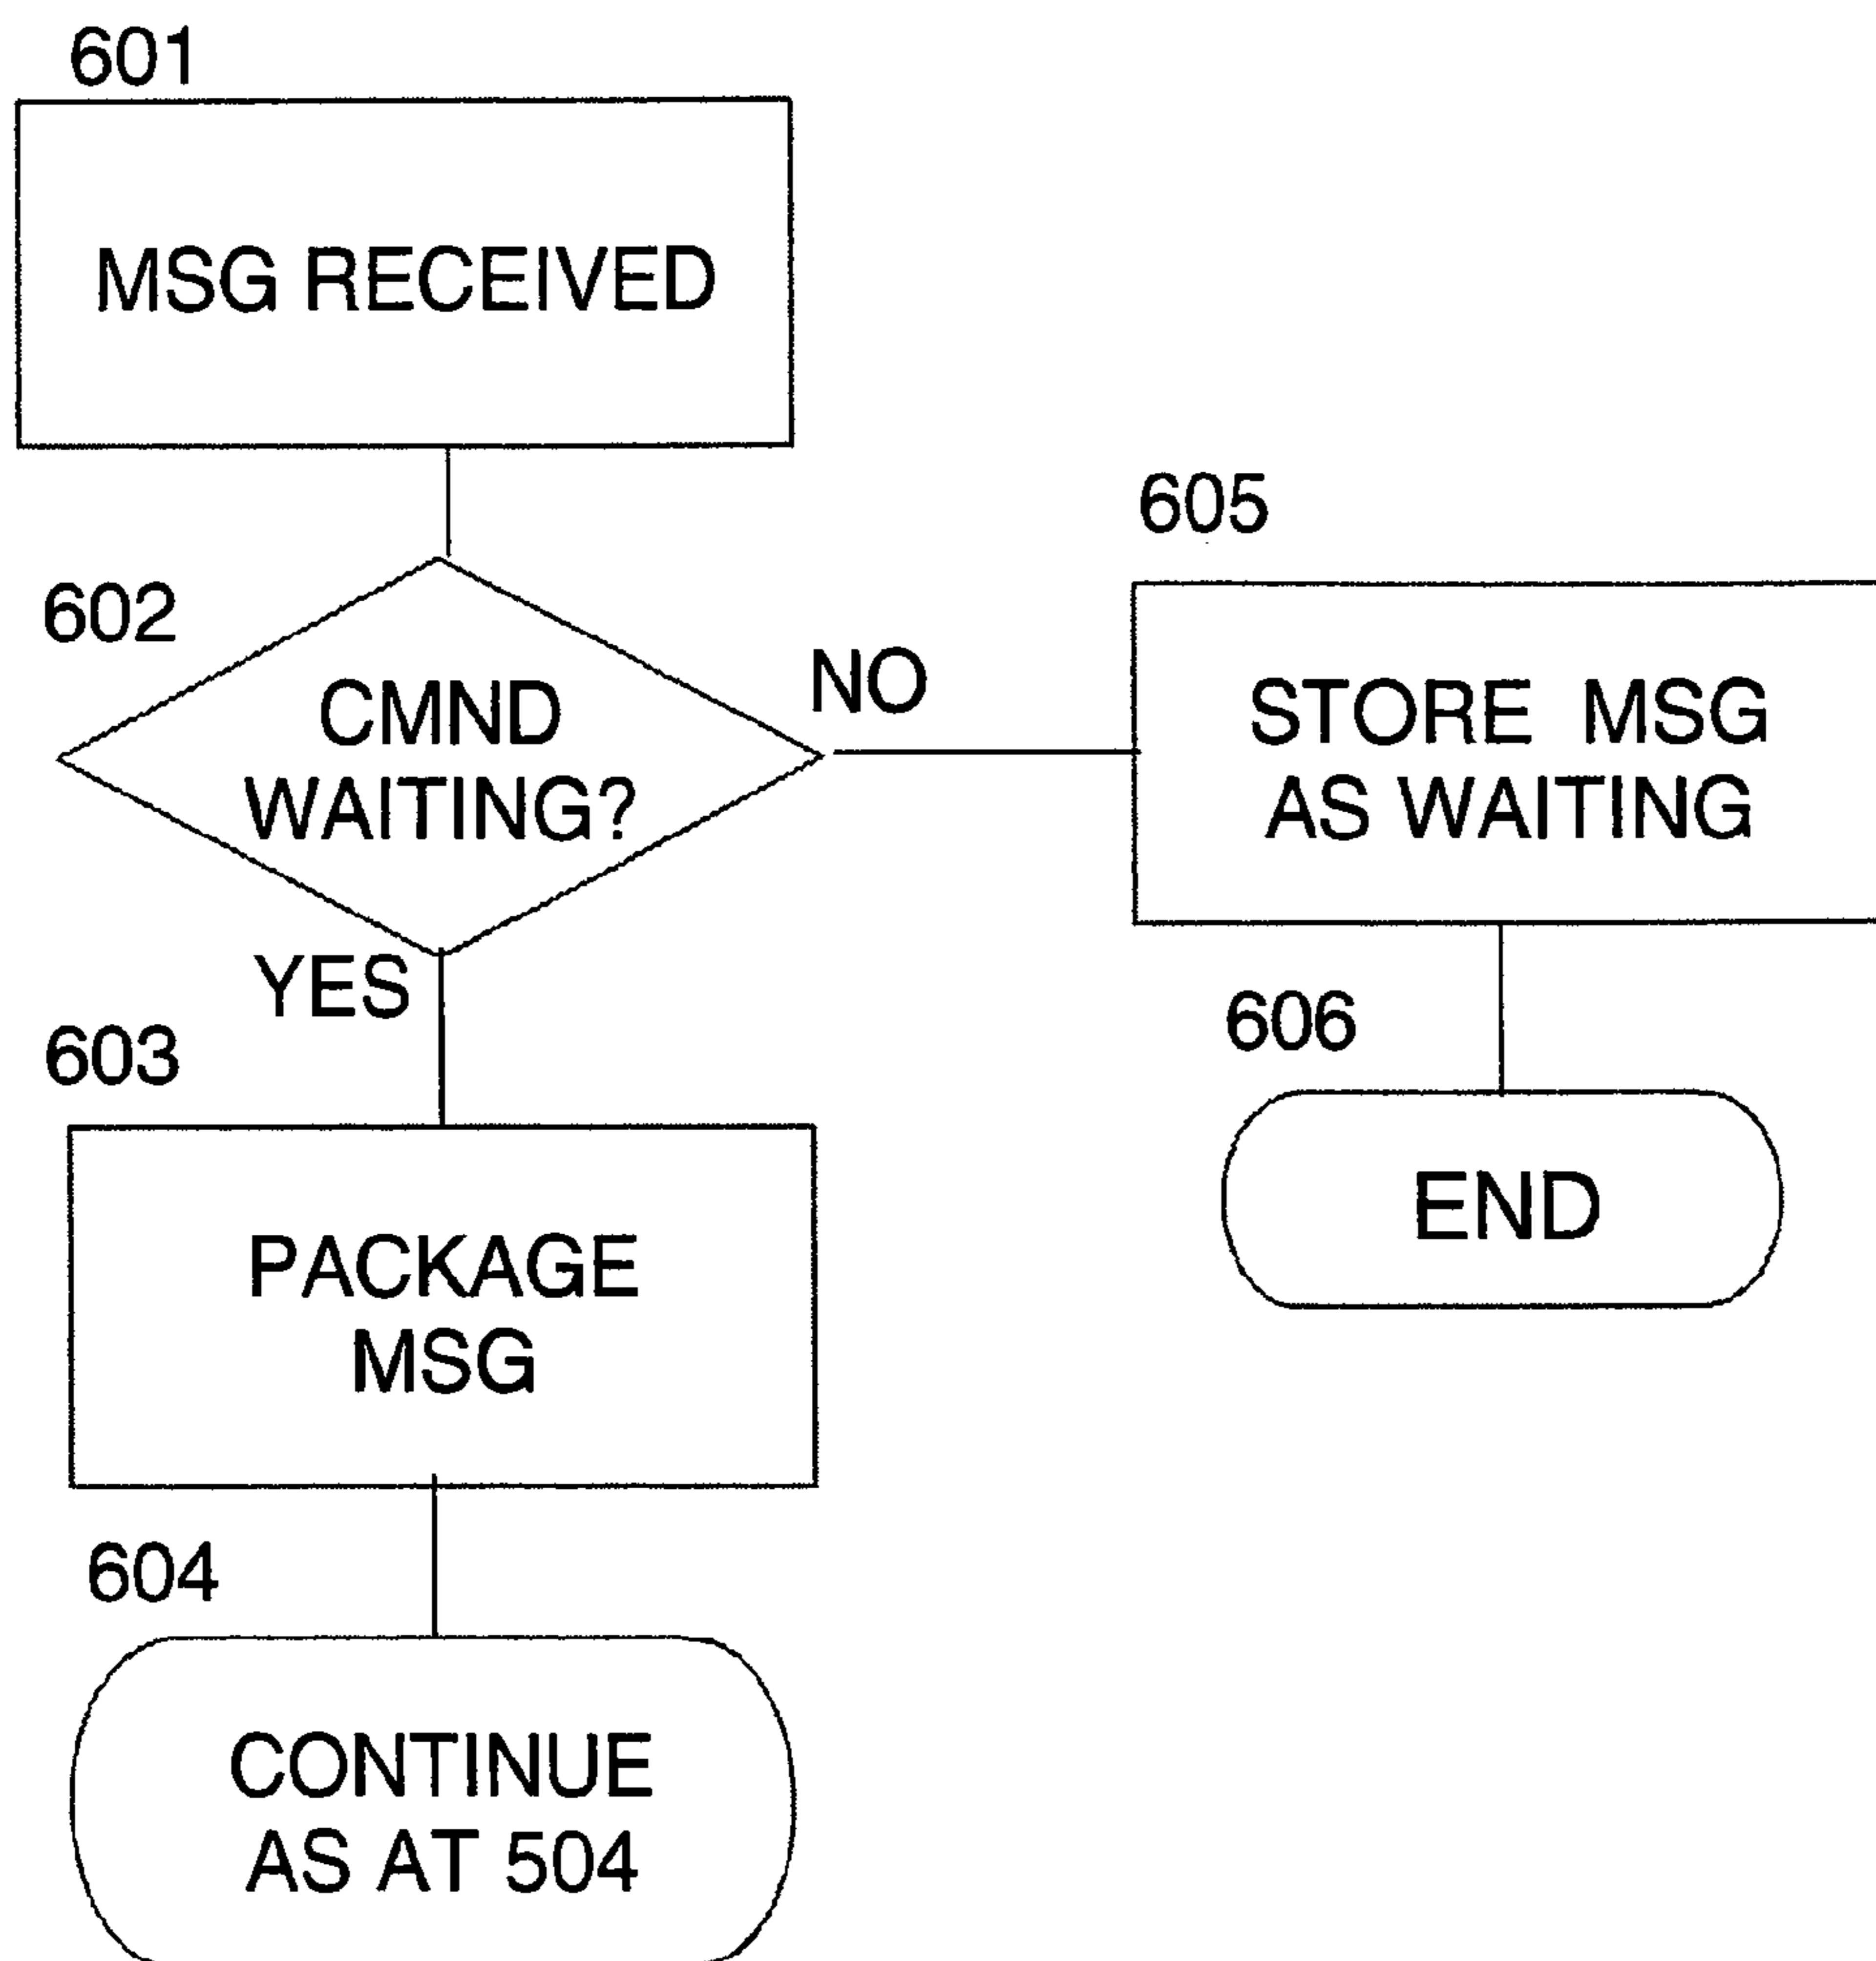 601
MSG RECEIVED
602
CMND
WAITING?
NO
YES
605
STORE MSG
AS WAITING
606
END
603
PACKAGE
MSG
604
CONTINUE
AS AT 504